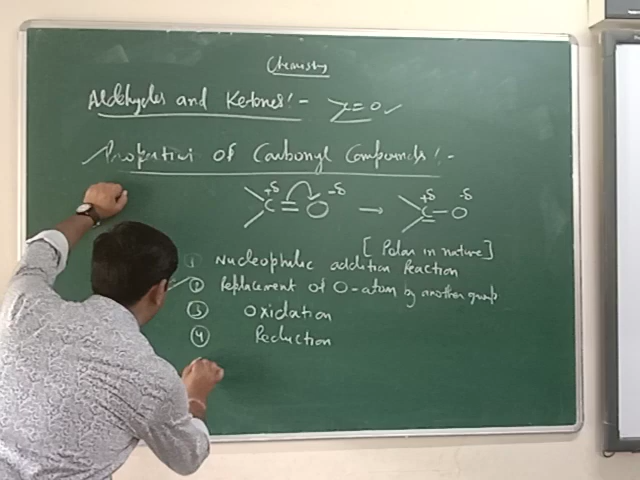 Chemistry
Aldehydes and Ketones:- >=O
Properties of Carbonyl Compounds:-
+δ -δ +δ -δ
>C=O → >C-O
[Polar in nature]
① Nucleophilic addition Reaction
② Replacement of O-atom by another group
③ Oxidation
④ Reduction